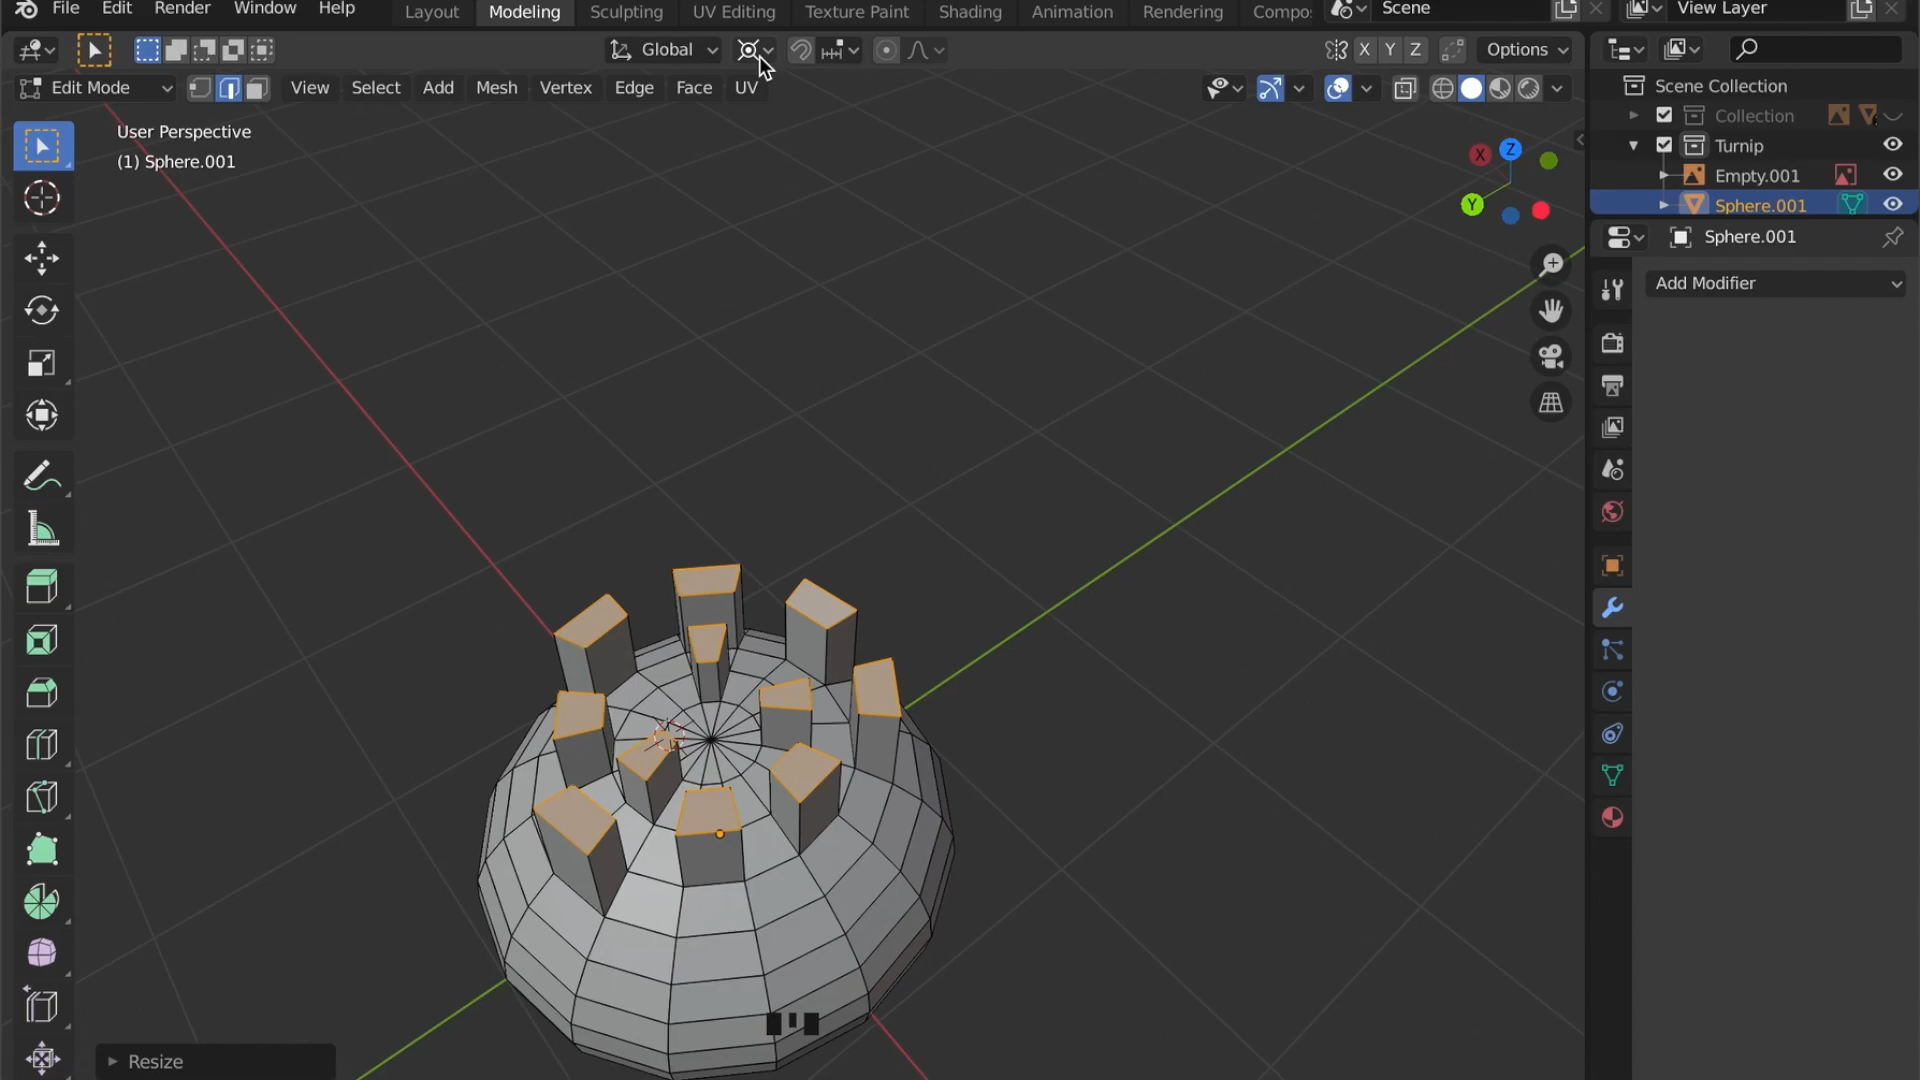 File Edit Render Window Help Layout Modeling Sculpting UV Editing Texture Paint Shading Animation Rendering Scene View Layer
Global X Y Z Options
Edit Mode View Select Add Mesh Vertex Edge Face UV
Scene Collection
Collection
Turnip
Empty.001
Sphere.001
User Perspective
(1) Sphere.001
X Z
Y
Sphere.001
Add Modifier
Resize